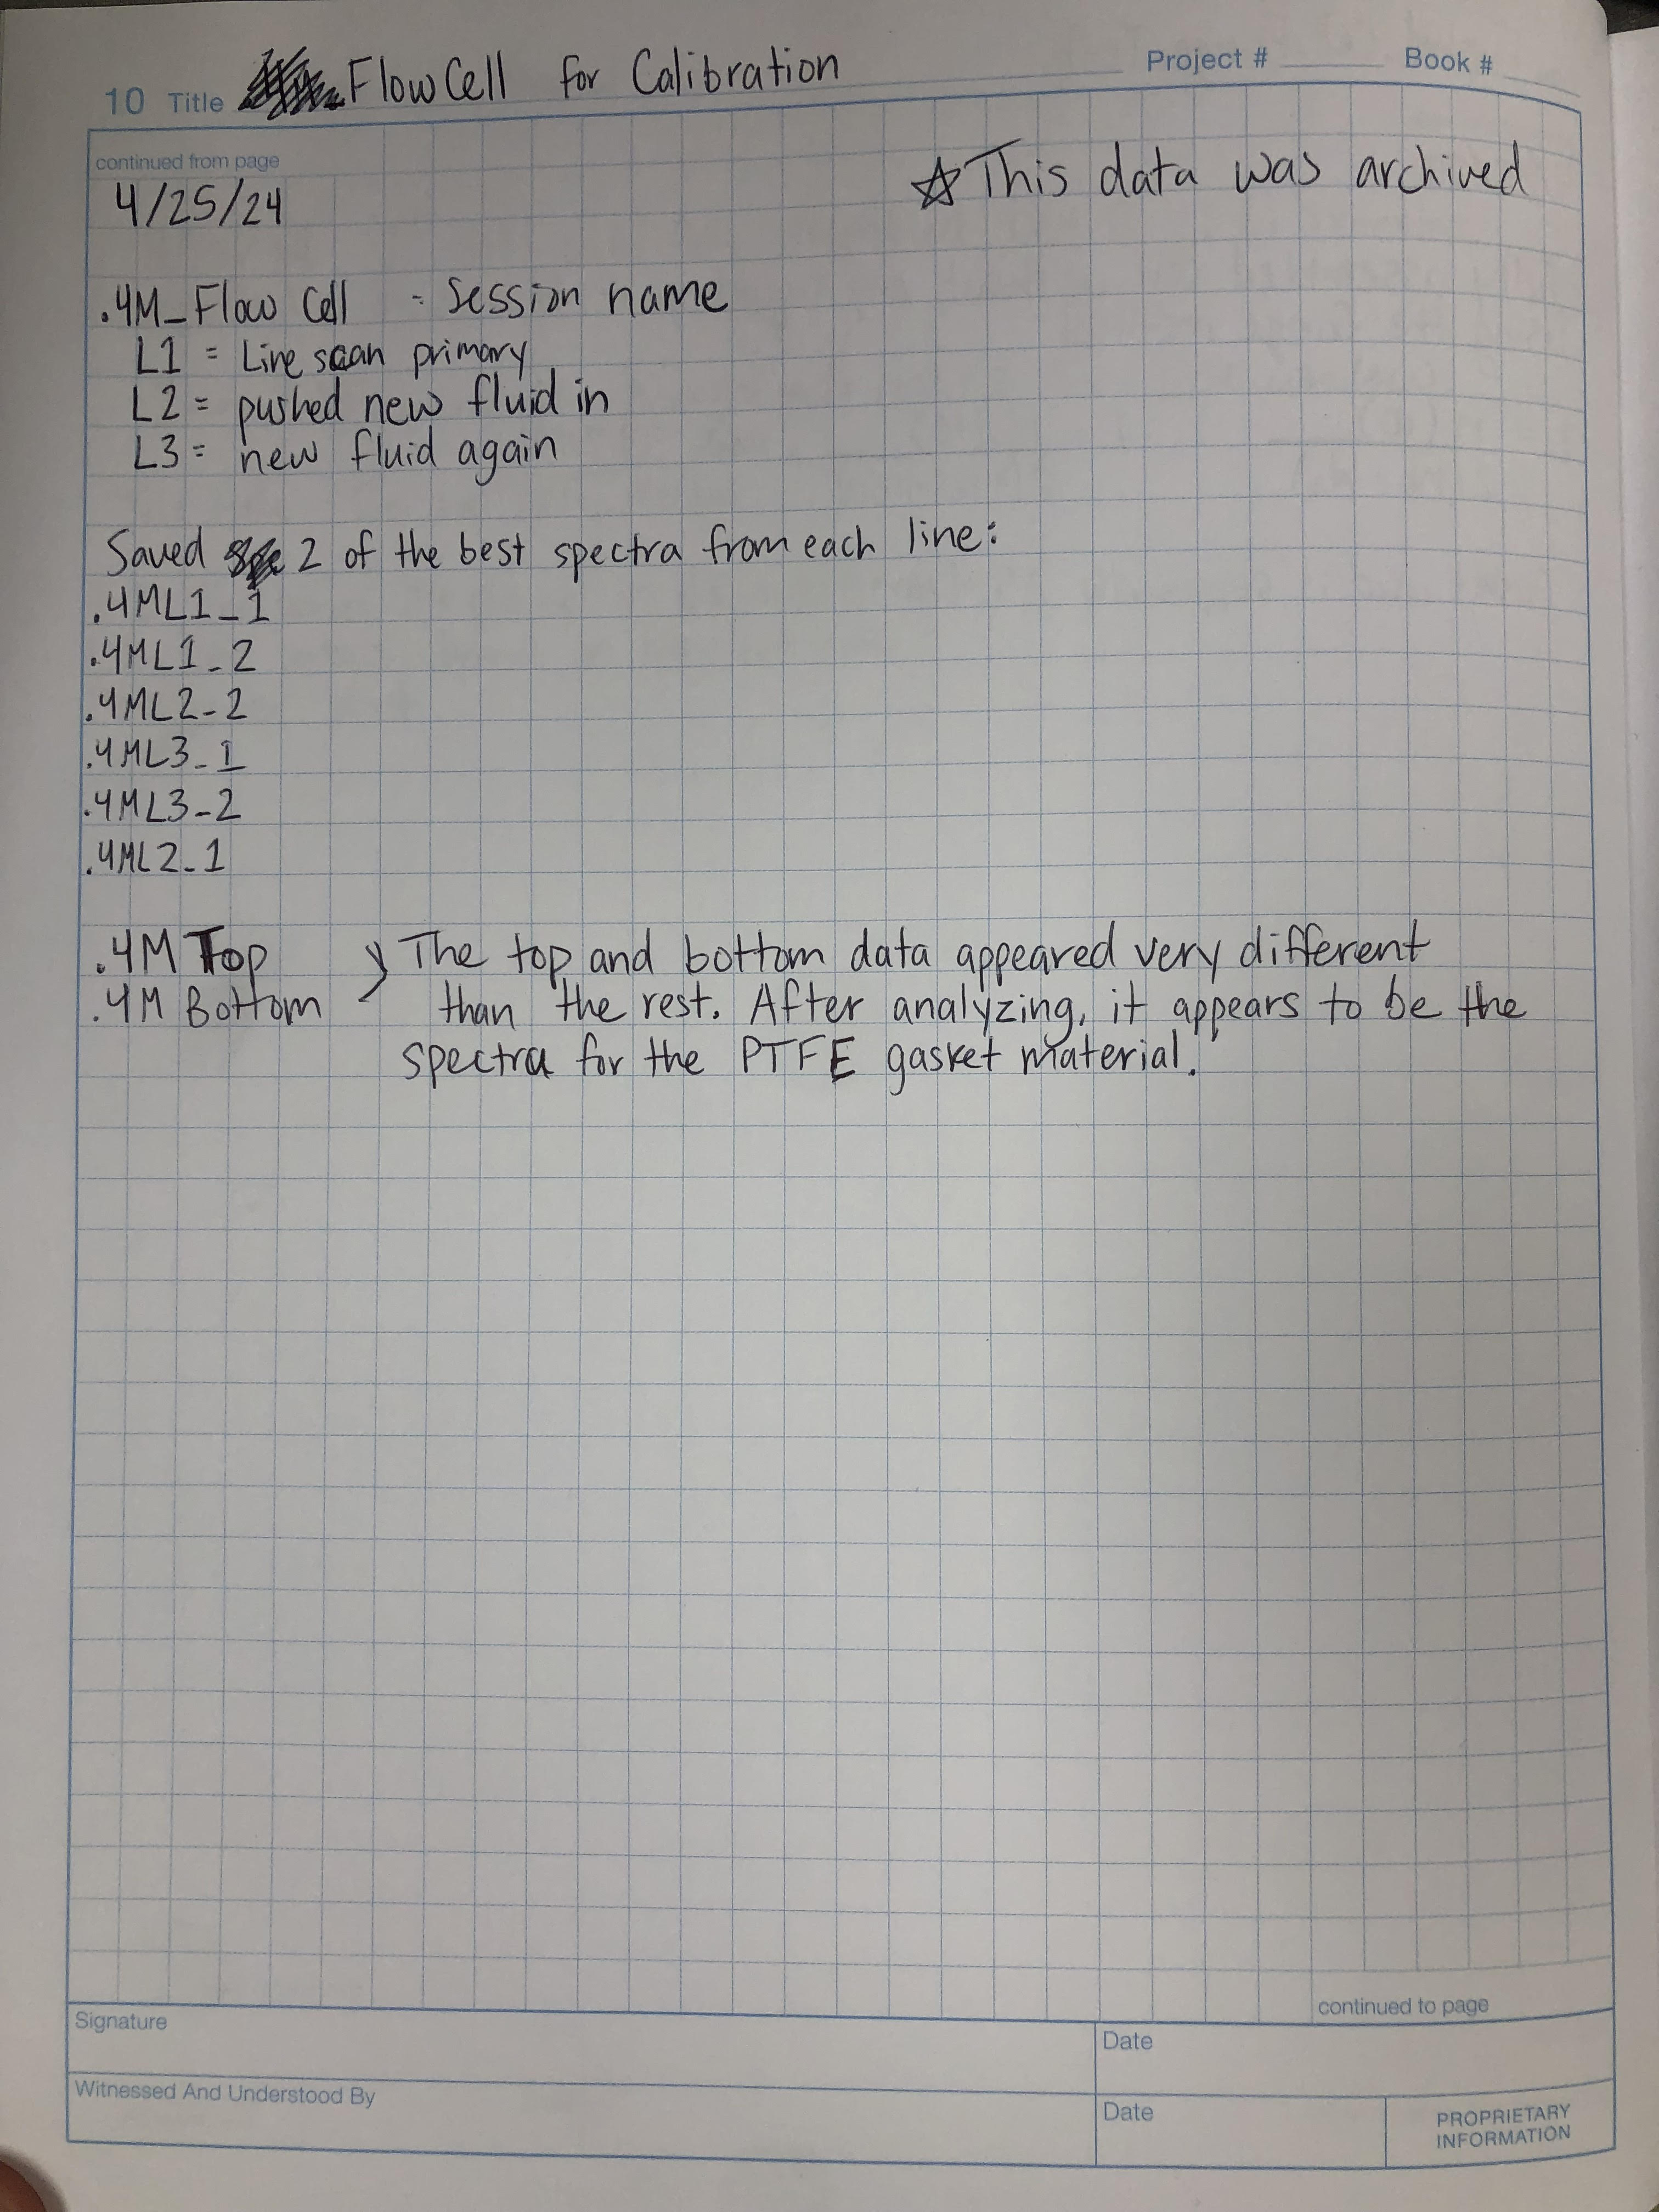 10 Title Flow Cell for Calibration Project # Book #
continued from page
☆ This data was archived
4/25/24
.4M_Flow Cell - Session name
L1 = Line scan primary
L2 = pushed new fluid in
L3 = new fluid again
Saved 2 of the best spectra from each line:
.4ML1_1
.4ML1_2
.4ML2-2
.4ML3_1
.4ML3-2
.4ML2_1
.4M Top
.4M Bottom
The top and bottom data appeared very different
than the rest. After analyzing, it appears to be the
spectra for the PTFE gasket material.
continued to page
Signature
Date
Witnessed And Understood By
Date
PROPRIETARY
INFORMATION